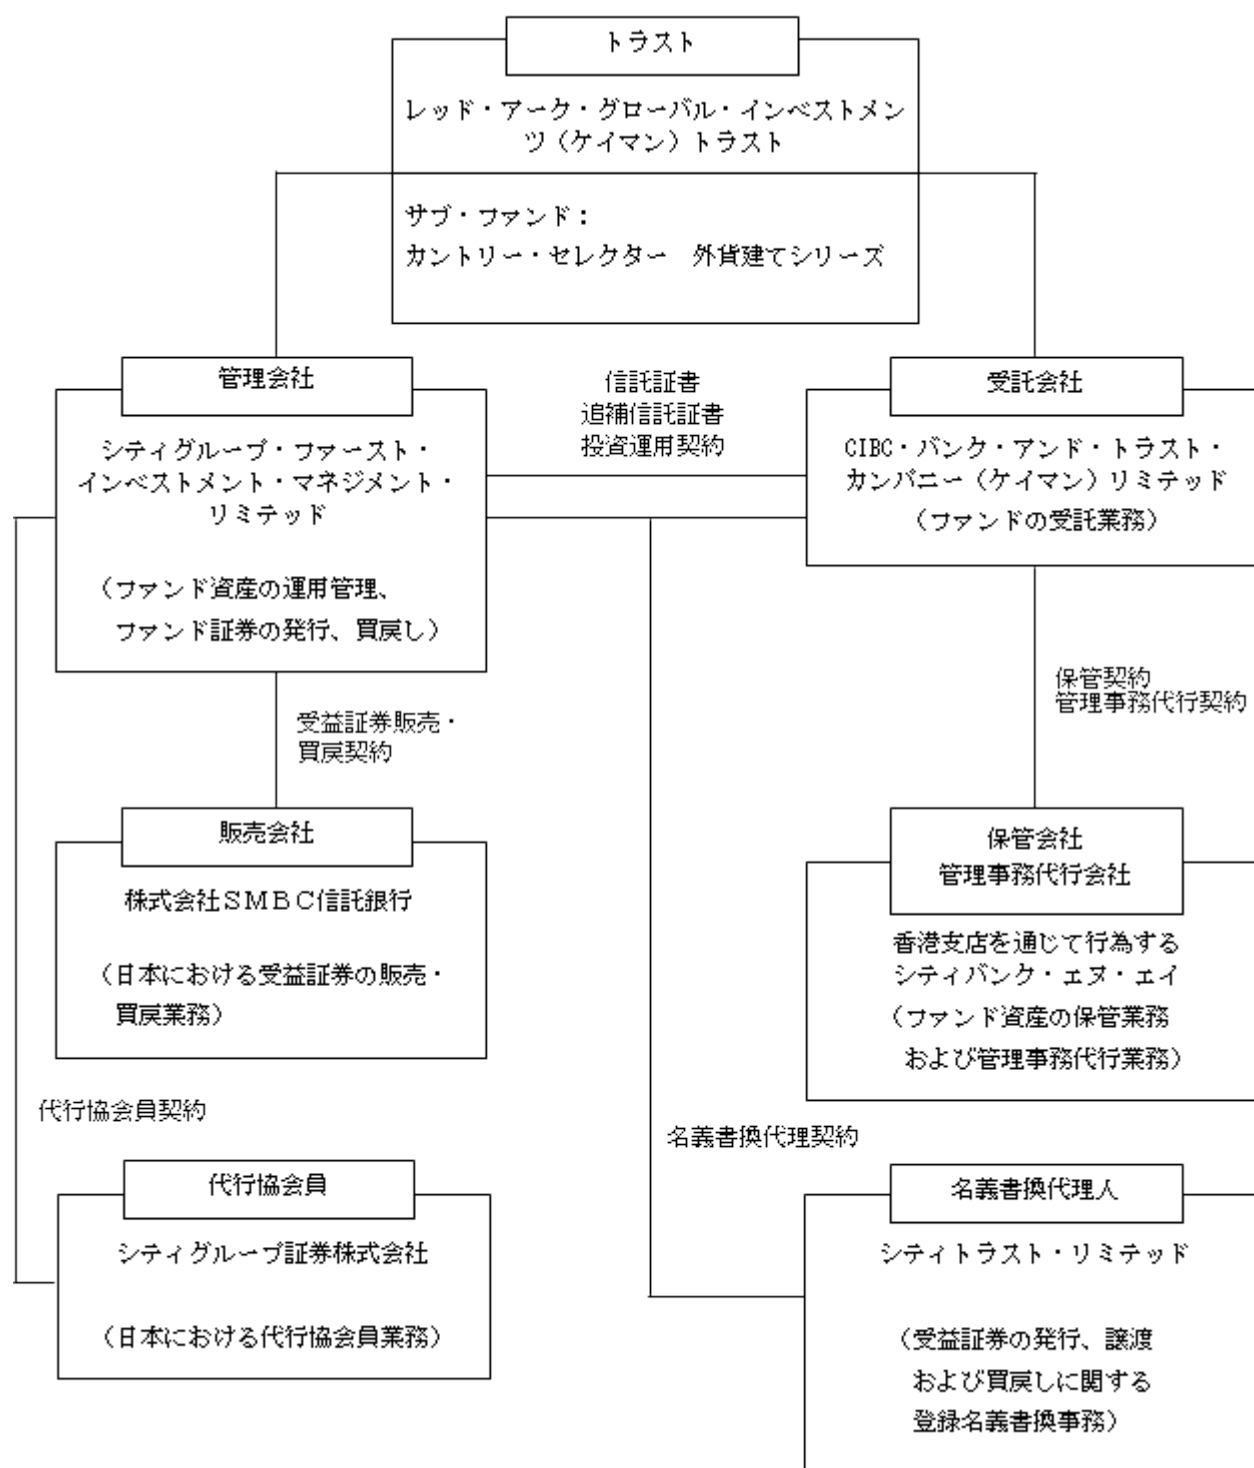 トラスト
レッド・アーク・グローバル・インベストメン
ツ（ケイマン）トラスト
サブ・ファンド：
カントリー・セレクター　外貨建てシリーズ
管理会社
シティグループ・ファースト・
インベストメント・マネジメント・
リミテッド
（ファンド資産の運用管理、
ファンド証券の発行、買戻し）
信託証書
追補信託証書
投資運用契約
受託会社
CIBC・バンク・アンド・トラスト・
カンパニー（ケイマン）リミテッド
（ファンドの受託業務）
受益証券販売・
買戻契約
保管契約
管理事務代行契約
販売会社
株式会社ＳＭＢＣ信託銀行
（日本における受益証券の販売・
買戻業務）
保管会社
管理事務代行会社
香港支店を通じて行為する
シティバンク・エヌ・エイ
（ファンド資産の保管業務
および管理事務代行業務）
代行協会員契約
名義書換代理契約
代行協会員
シティグループ証券株式会社
（日本における代行協会員業務）
名義書換代理人
シティトラスト・リミテッド
（受益証券の発行、譲渡
および買戻しに関する
登録名義書換事務）